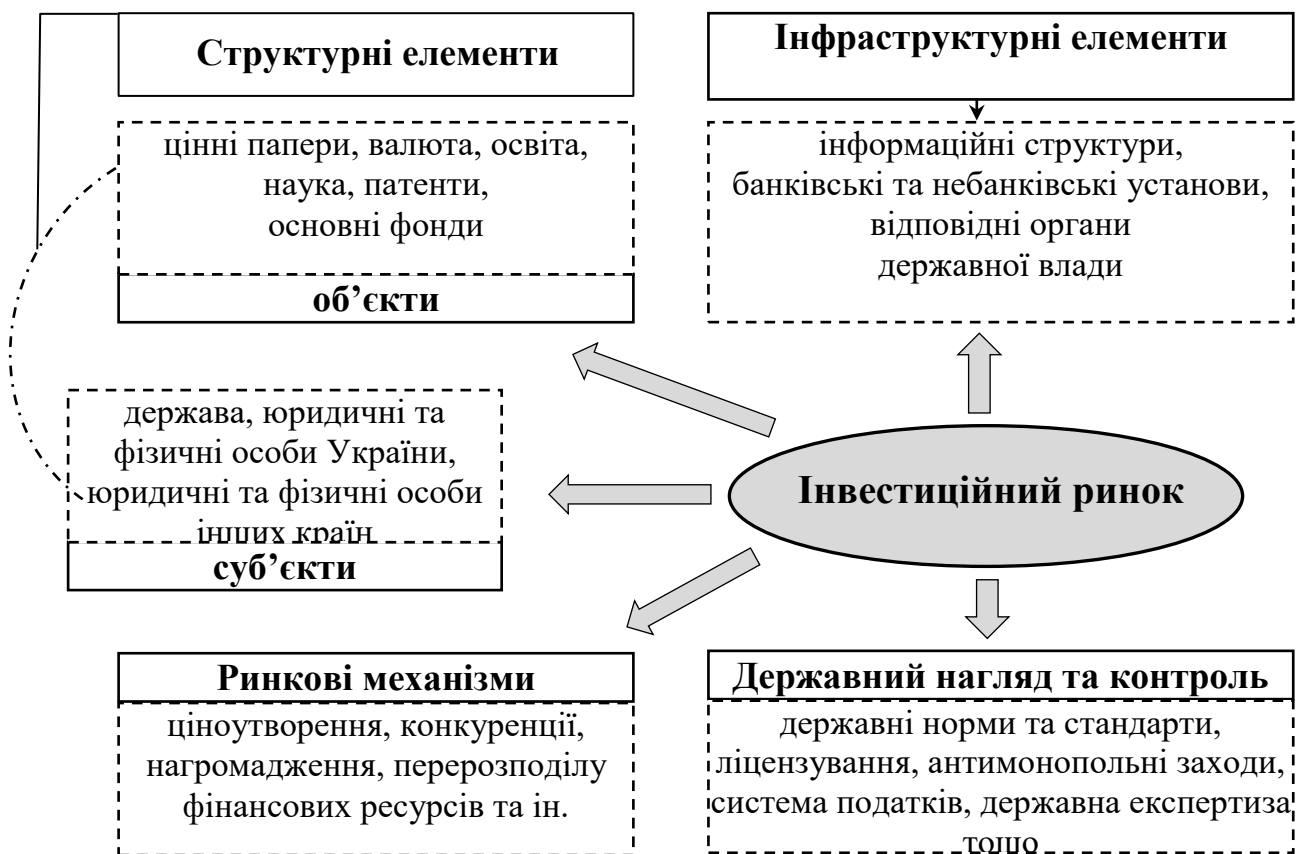 Структурні елементи
цінні папери, валюта, освіта,
наука, патенти,
основні фонди
об’єкти
Інфраструктурні елементи
інформаційні структури,
банківські та небанківські установи,
відповідні органи
державної влади
держава, юридичні та
фізичні особи України,
юридичні та фізичні особи
інших країн
суб’єкти
Інвестиційний ринок
Ринкові механізми
ціноутворення, конкуренції,
нагромадження, перерозподілу
фінансових ресурсів та ін.
Державний нагляд та контроль
державні норми та стандарти,
ліцензування, антимонопольні заходи,
система податків, державна експертиза
тощо